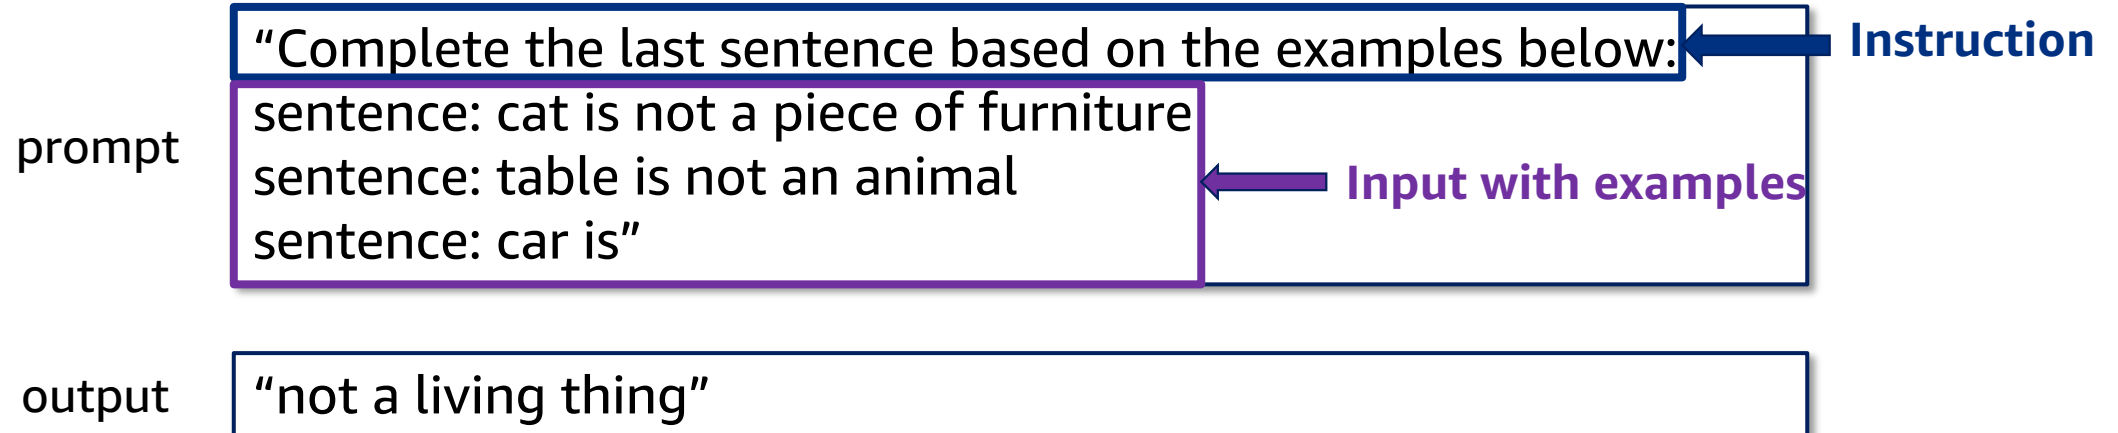 “Complete the last sentence based on the examples below:
Instruction
prompt
sentence: cat is not a piece of furniture
sentence: table is not an animal
sentence: car is”
Input with examples
output
“not a living thing”